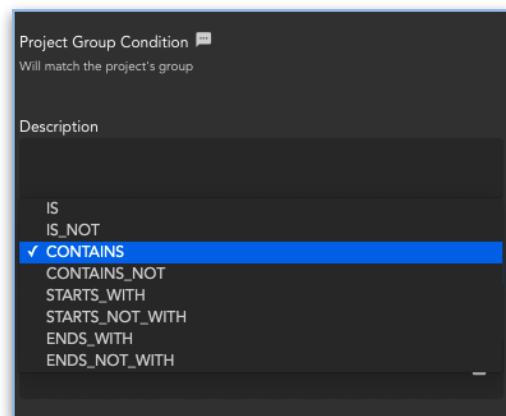 Project Group Condition
Will match the project's group
Description
IS
IS_NOT
✓ CONTAINS
CONTAINS_NOT
STARTS_WITH
STARTS_NOT_WITH
ENDS_WITH
ENDS_NOT_WITH